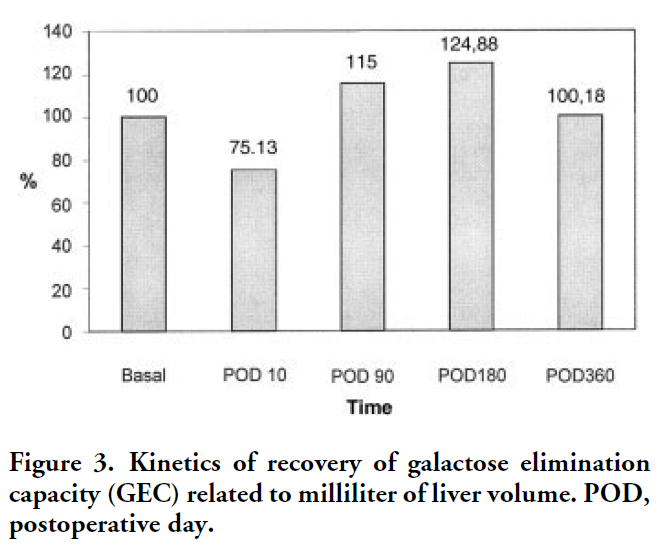 140
120
100
80
60
40
20
0
%
100
75.13
115
124,88
100,18
Basal POD 10 POD 90 POD180 POD360
Time
Figure 3. Kinetics of recovery of galactose elimination
capacity (GEC) related to milliliter of liver volume. POD,
postoperative day.